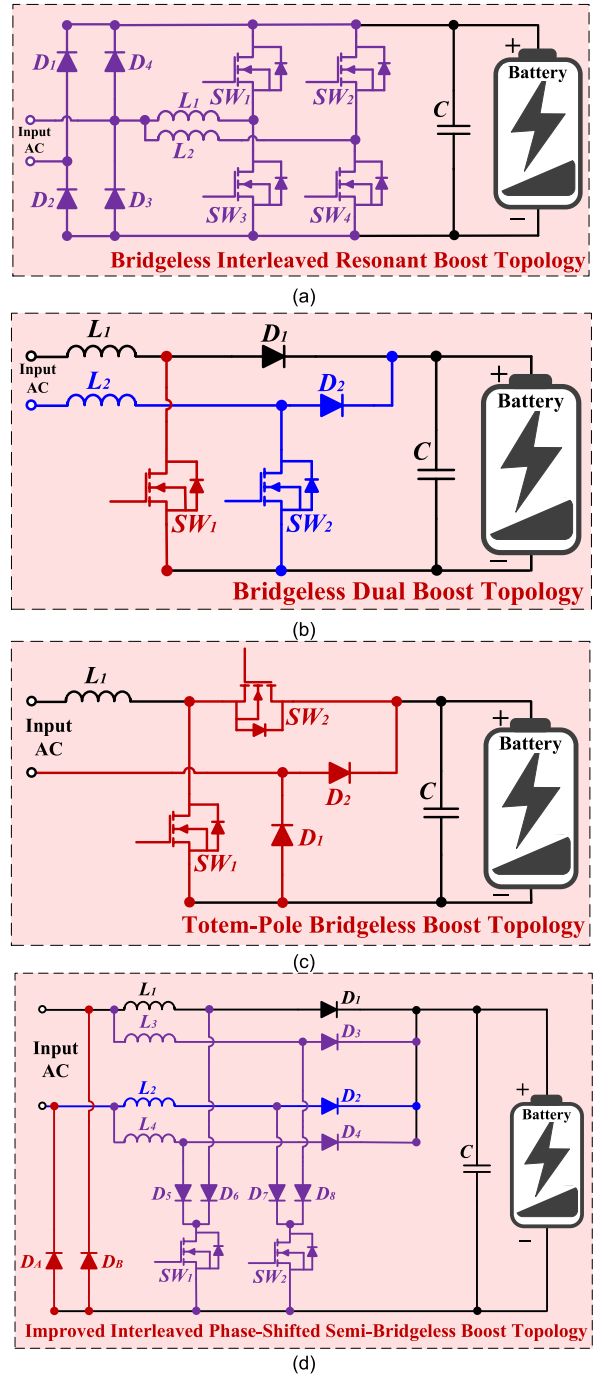 D1 D4
SW1 SW2
+
Battery
L1
Input
AC
L2
C
D2 D3
SW3 SW4
−
Bridgeless Interleaved Resonant Boost Topology
(a)
L1 D1
Input
AC
L2 D2
+
Battery
C
SW1 SW2
−
Bridgeless Dual Boost Topology
(b)
L1
SW2
+
Input
AC
Battery
D2
C
SW1 D1
−
Totem-Pole Bridgeless Boost Topology
(c)
L1 D1
L3 D3
Input
AC
L2 D2
+
Battery
L4 D4
C
D5 D6 D7 D8
−
DA DB
SW1 SW2
Improved Interleaved Phase-Shifted Semi-Bridgeless Boost Topology
(d)